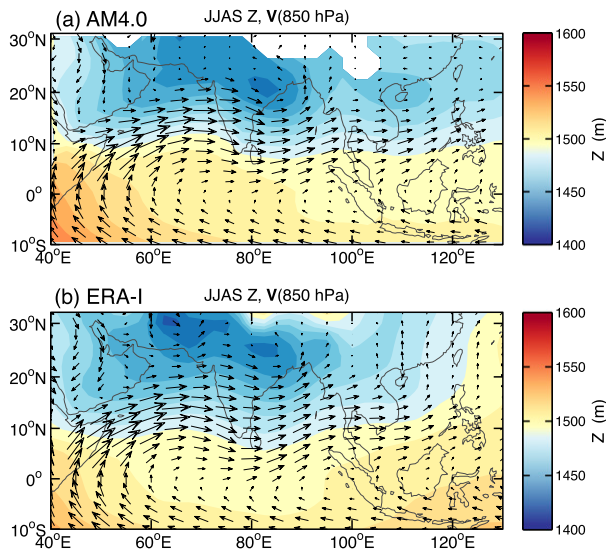 (a) AM4.0 JJAS Z, V(850 hPa)
30°N
20°N
10°N
0°
10°S
40°E 60°E 80°E 100°E 120°E
1600
1550
1500
1450
1400
Z (m)
(b) ERA-I JJAS Z, V(850 hPa)
30°N
20°N
10°N
0°
10°S
40°E 60°E 80°E 100°E 120°E
1600
1550
1500
1450
1400
Z (m)